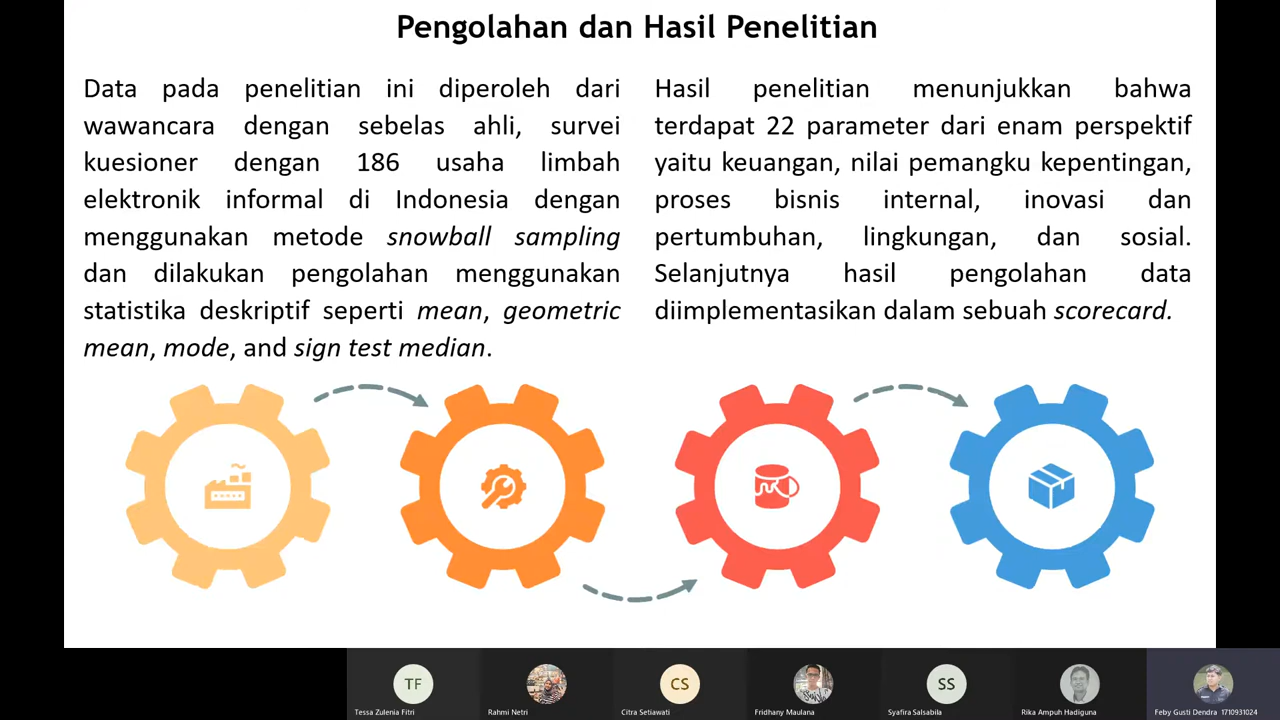 Pengolahan dan Hasil Penelitian
Data pada penelitian ini diperoleh dari
wawancara dengan sebelas ahli, survei
kuesioner dengan 186 usaha limbah
elektronik informal di Indonesia dengan
menggunakan metode snowball sampling
dan dilakukan pengolahan menggunakan
statistika deskriptif seperti mean, geometric
mean, mode, and sign test median.
Hasil penelitian menunjukkan bahwa
terdapat 22 parameter dari enam perspektif
yaitu keuangan, nilai pemangku kepentingan,
proses bisnis internal, inovasi dan
pertumbuhan, lingkungan, dan sosial.
Selanjutnya hasil pengolahan data
diimplementasikan dalam sebuah scorecard.
TF
CS
SS
Tessa Zulenia Fitri
Rahmi Netri
Citra Setiawati
Fridhany Maulana
Syafira Salsabila
Rika Ampuh Hadiguna
Feby Gusti Dendra 1710931024